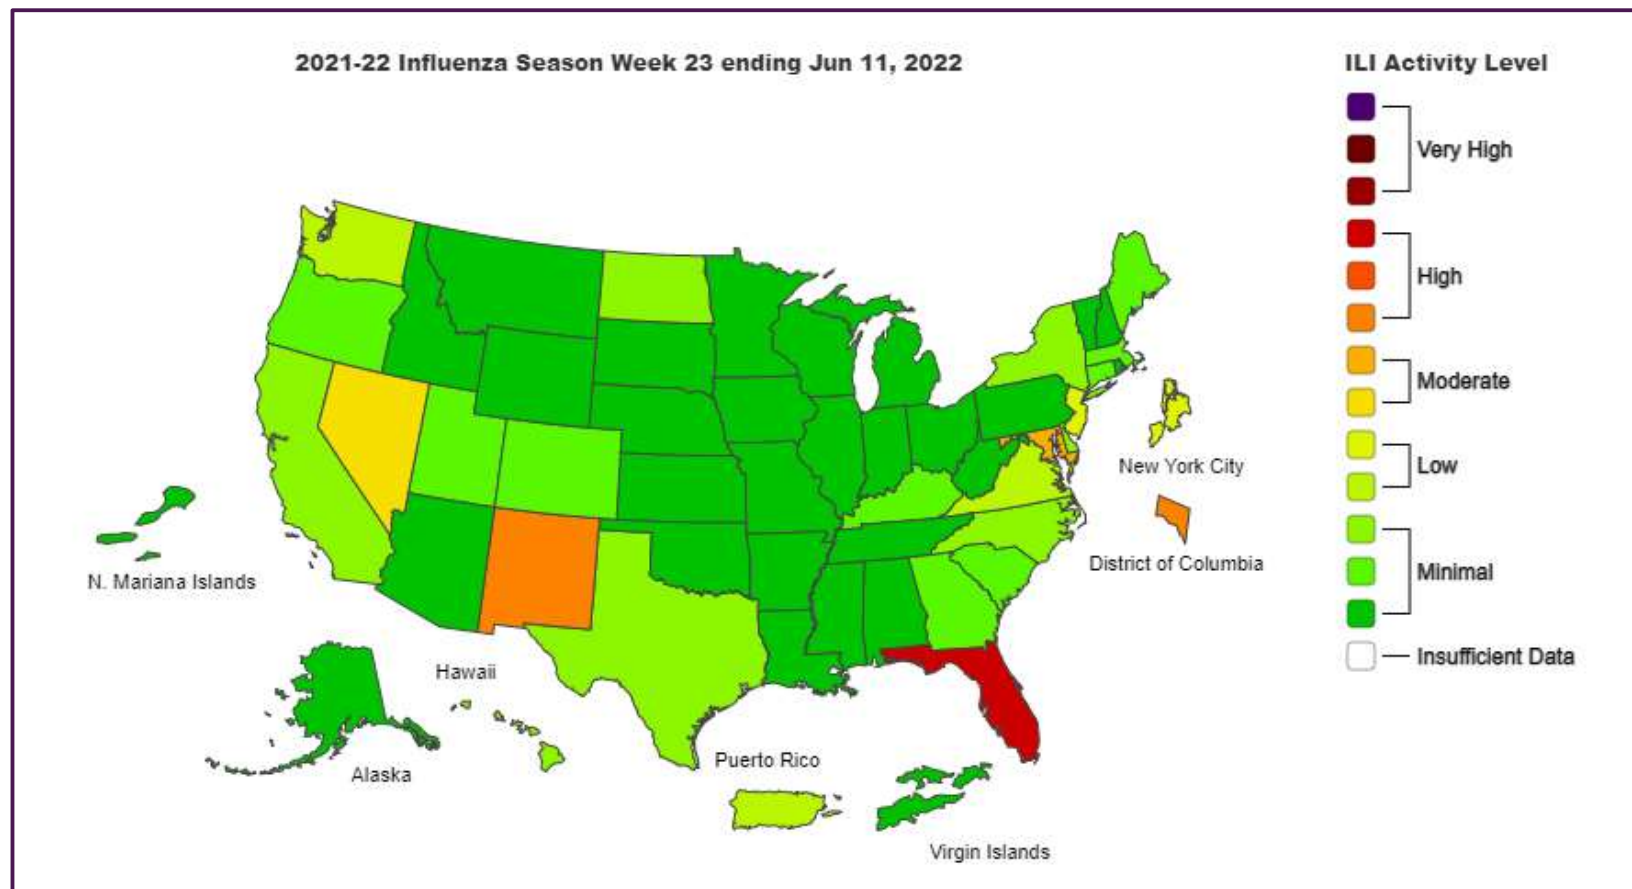 2021-22 Influenza Season Week 23 ending Jun 11, 2022
ILI Activity Level
Very High
High
Moderate
Low
Minimal
Insufficient Data
New York City
District of Columbia
N. Mariana Islands
Hawaii
Alaska
Puerto Rico
Virgin Islands